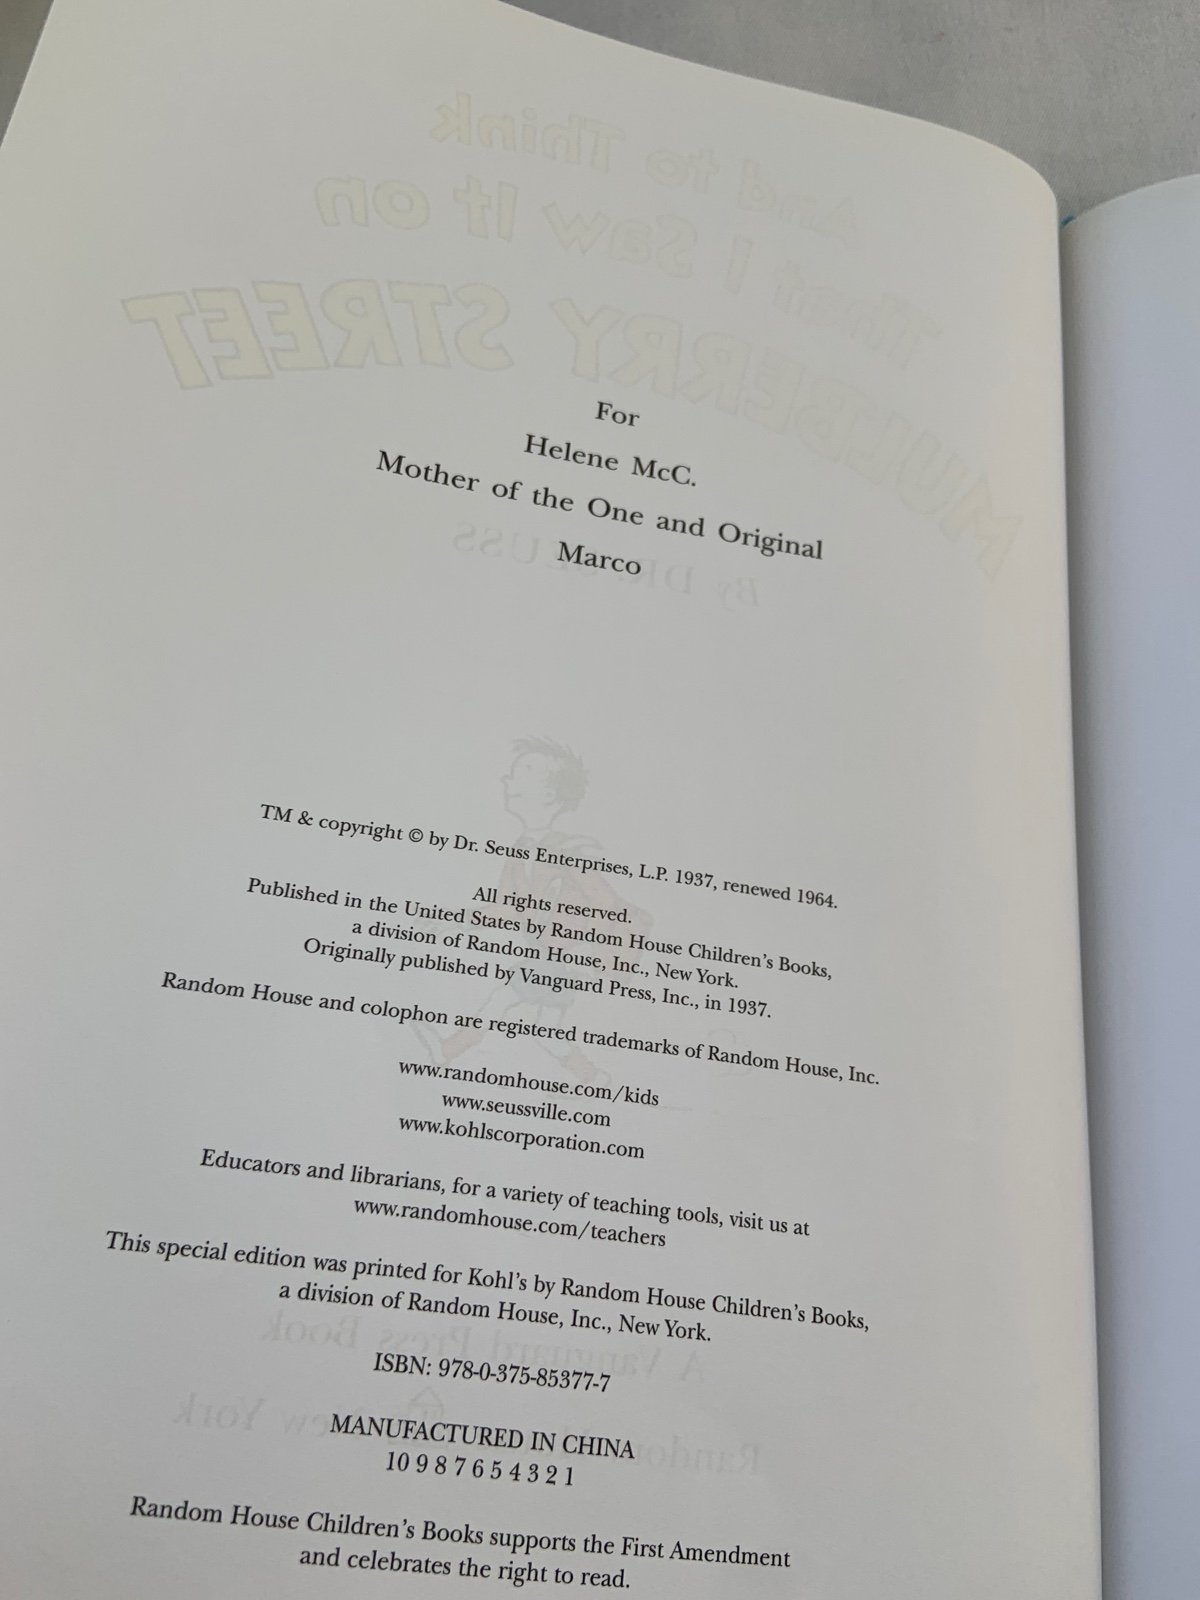 For
Helene McC.
Mother of the One and Original
Marco
TM & copyright © by Dr. Seuss Enterprises, L.P. 1937, renewed 1964.
All rights reserved.
Published in the United States by Random House Children's Books,
a division of Random House, Inc., New York.
Originally published by Vanguard Press, Inc., in 1937.
Random House and colophon are registered trademarks of Random House, Inc.
www.randomhouse.com/kids
www.seussville.com
www.kohlscorporation.com
Educators and librarians, for a variety of teaching tools, visit us at
www.randomhouse.com/teachers
This special edition was printed for Kohl's by Random House Children's Books,
a division of Random House, Inc., New York.
ISBN: 978-0-375-85377-7
MANUFACTURED IN CHINA
10 9 8 7 6 5 4 3 2 1
Random House Children's Books supports the First Amendment
and celebrates the right to read.